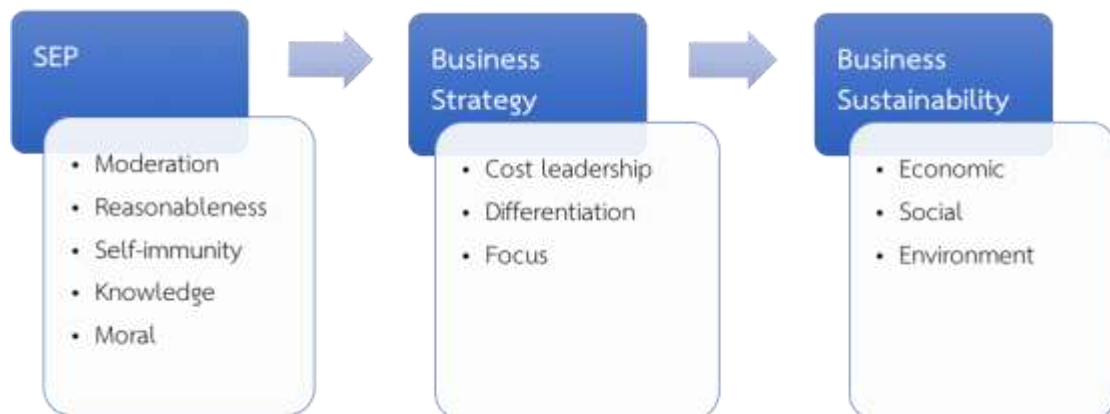 SEP
• Moderation
• Reasonableness
• Self-immunity
• Knowledge
• Moral
Business
Strategy
• Cost leadership
• Differentiation
• Focus
Business
Sustainability
• Economic
• Social
• Environment